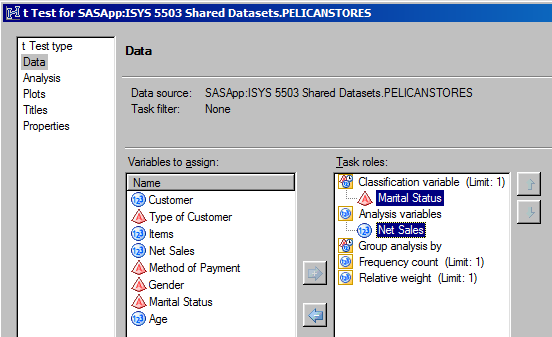 t Test for SASApp:ISYS 5503 Shared Datasets.PELICANSTORES
t Test type
Data
Analysis
Plots
Titles
Properties
Data
Data source: SASApp:ISYS 5503 Shared Datasets.PELICANSTORES
Task filter: None
Variables to assign:
Name
Customer
Type of Customer
Items
Net Sales
Method of Payment
Gender
Marital Status
Age
Task roles:
Classification variable (Limit: 1)
Marital Status
Analysis variables
Net Sales
Group analysis by
Frequency count (Limit: 1)
Relative weight (Limit: 1)